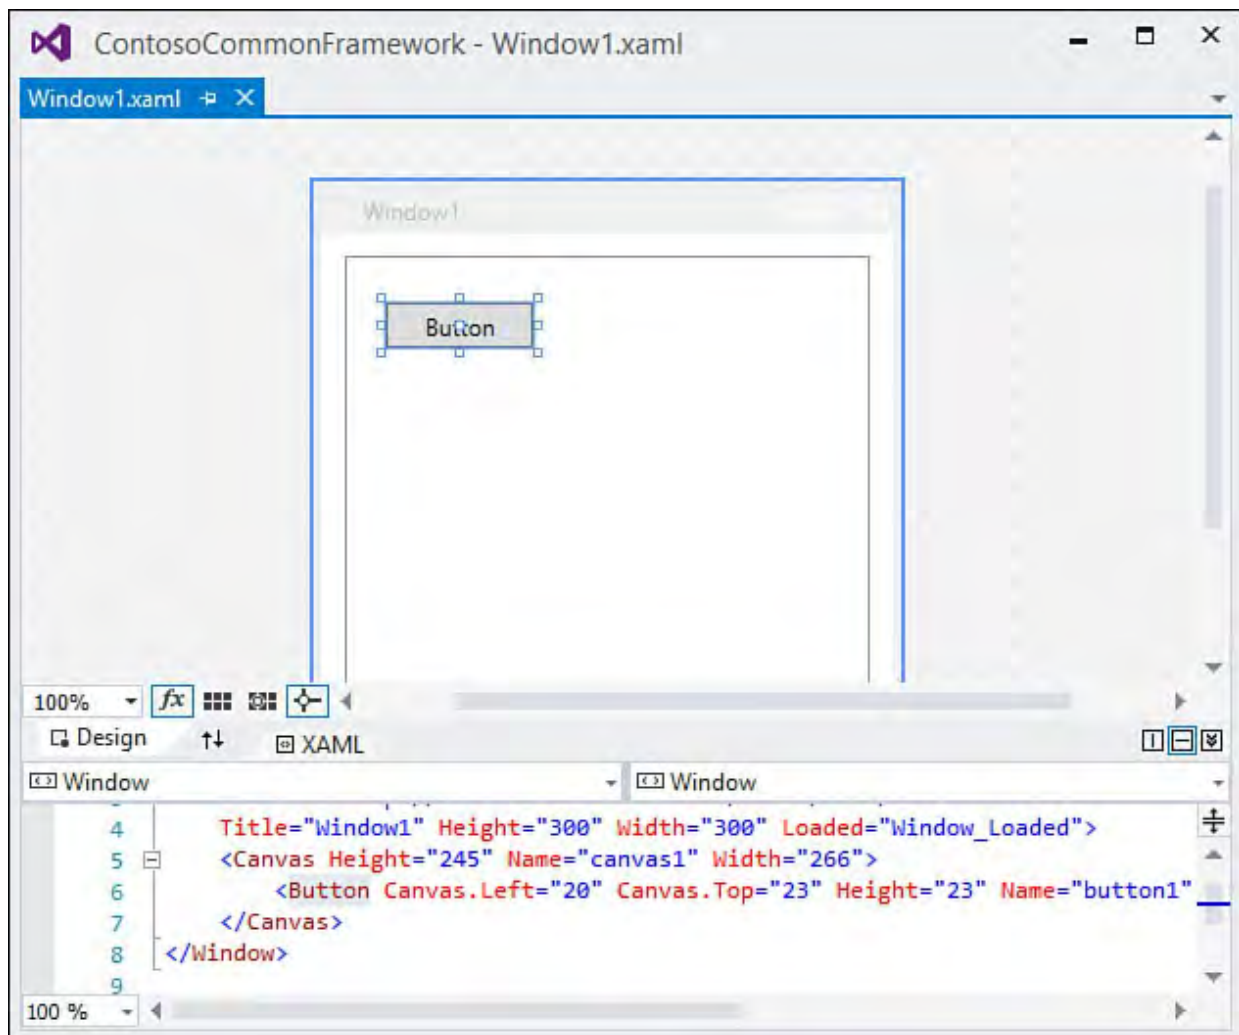 ContosoCommonFramework - Window1.xaml
Window1.xaml
Window1
Button
100% fx
Design XAML
Window Window
4 Title="Window1" Height="300" Width="300" Loaded="Window_Loaded">
5 <Canvas Height="245" Name="canvas1" Width="266">
6 <Button Canvas.Left="20" Canvas.Top="23" Height="23" Name="button1"
7 </Canvas>
8 </Window>
9
100 %